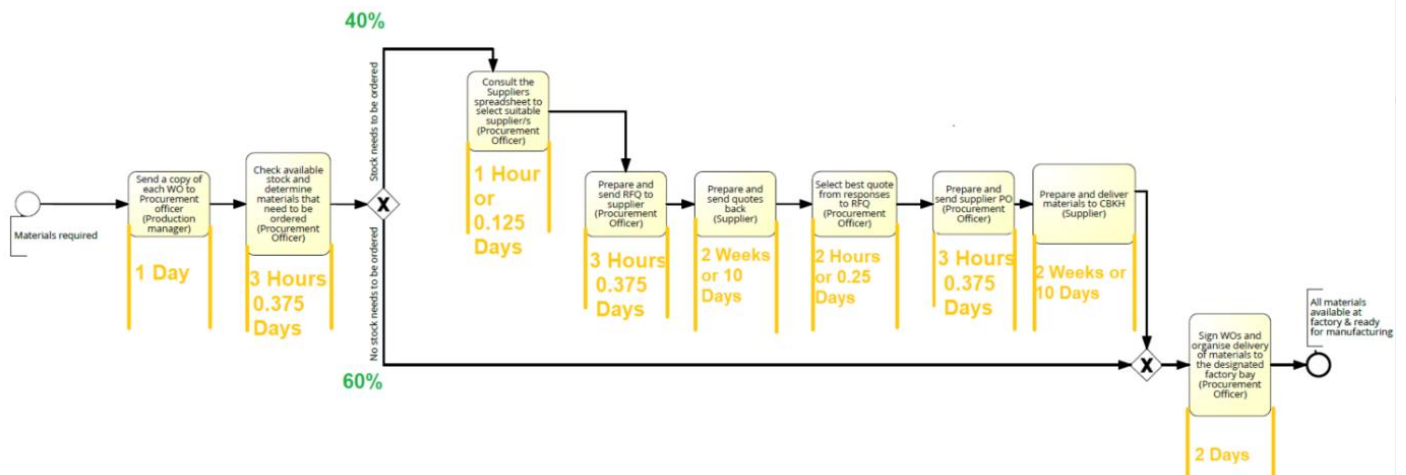 40%
Stock needs to be ordered
Consult the
Suppliers
spreadsheet to
select suitable
supplier/s
(Procurement
Officer)
1 Hour
or
0.125
Days
Materials required
Send a copy of
each WO to
Procurement
officer
(Production
manager)
1 Day
Check available
stock and
determine
materials that
need to be
ordered
(Procurement
Officer)
3 Hours
0.375
Days
X
Prepare and
send RFQ to
supplier
(Procurement
Officer)
3 Hours
0.375
Days
Prepare and
send quotes
back
(Supplier)
2 Weeks
or 10
Days
Select best quote
from responses
to RFQ
(Procurement
Officer)
2 Hours
or 0.25
Days
Prepare and
send supplier PO
(Procurement
Officer)
3 Hours
0.375
Days
Prepare and deliver
materials to CBKH
(Supplier)
2 Weeks or
10 Days
No stock needs to be ordered
60%
X
Sign WOs and
organise delivery
of materials to
the designated
factory bay
(Procurement
Officer)
2 Days
All materials
available at
factory & ready
for manufacturing